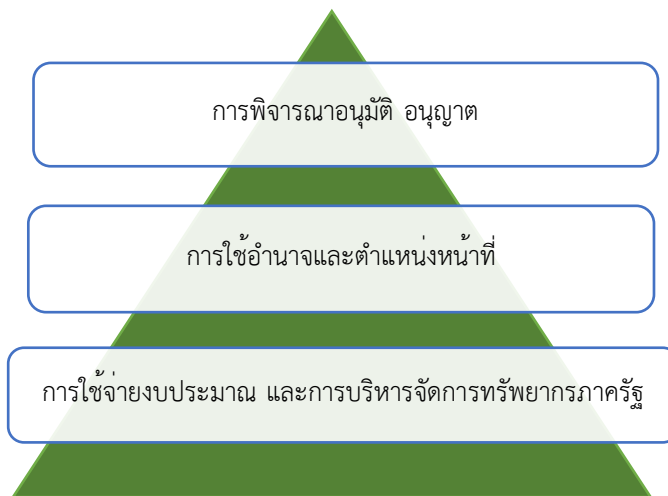 การพิจารณาอนุมัติ อนุญาต
การใช้อำนาจและตำแหน่งหน้าที่
การใช้จ่ายงบประมาณ และการบริหารจัดการทรัพยากรภาครัฐ